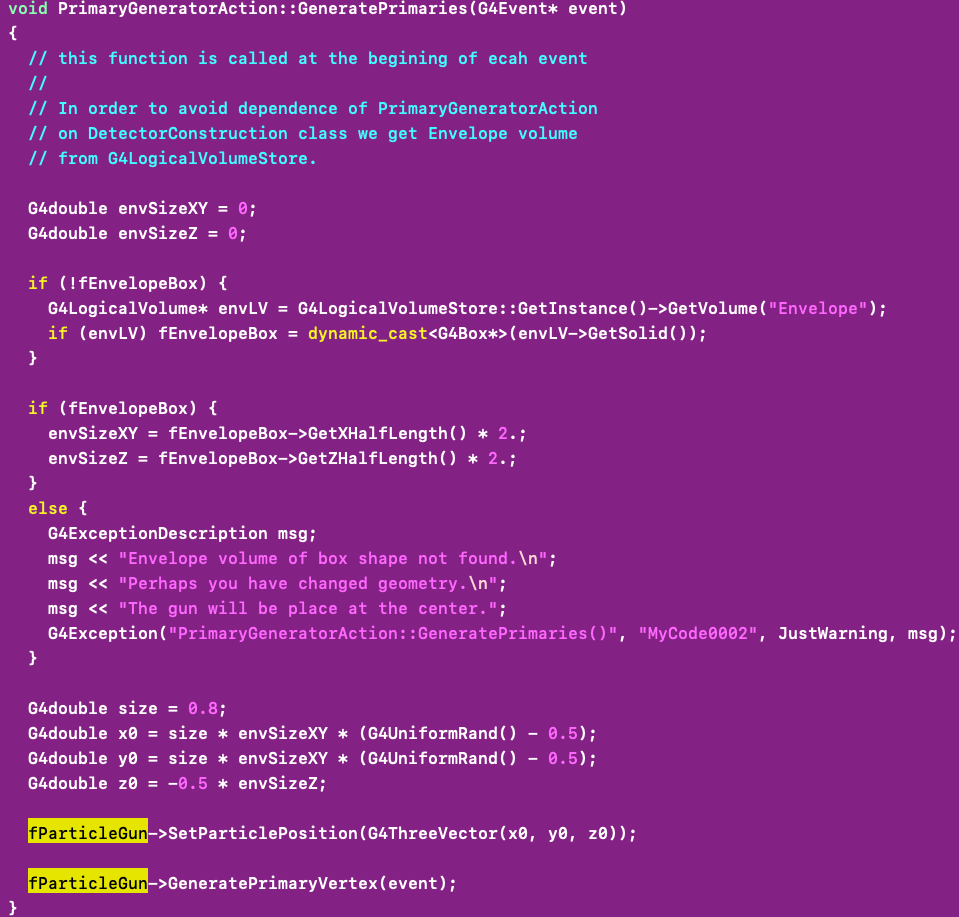 void PrimaryGeneratorAction::GeneratePrimaries(G4Event* event)
{
  // this function is called at the begining of ecah event
  //
  // In order to avoid dependence of PrimaryGeneratorAction
  // on DetectorConstruction class we get Envelope volume
  // from G4LogicalVolumeStore.

  G4double envSizeXY = 0;
  G4double envSizeZ = 0;

  if (!fEnvelopeBox) {
    G4LogicalVolume* envLV = G4LogicalVolumeStore::GetInstance()->GetVolume("Envelope");
    if (envLV) fEnvelopeBox = dynamic_cast<G4Box*>(envLV->GetSolid());
  }

  if (fEnvelopeBox) {
    envSizeXY = fEnvelopeBox->GetXHalfLength() * 2.;
    envSizeZ = fEnvelopeBox->GetZHalfLength() * 2.;
  }
  else {
    G4ExceptionDescription msg;
    msg << "Envelope volume of box shape not found.\n";
    msg << "Perhaps you have changed geometry.\n";
    msg << "The gun will be place at the center.";
    G4Exception("PrimaryGeneratorAction::GeneratePrimaries()", "MyCode0002", JustWarning, msg);
  }

  G4double size = 0.8;
  G4double x0 = size * envSizeXY * (G4UniformRand() - 0.5);
  G4double y0 = size * envSizeXY * (G4UniformRand() - 0.5);
  G4double z0 = -0.5 * envSizeZ;

  fParticleGun->SetParticlePosition(G4ThreeVector(x0, y0, z0));

  fParticleGun->GeneratePrimaryVertex(event);
}